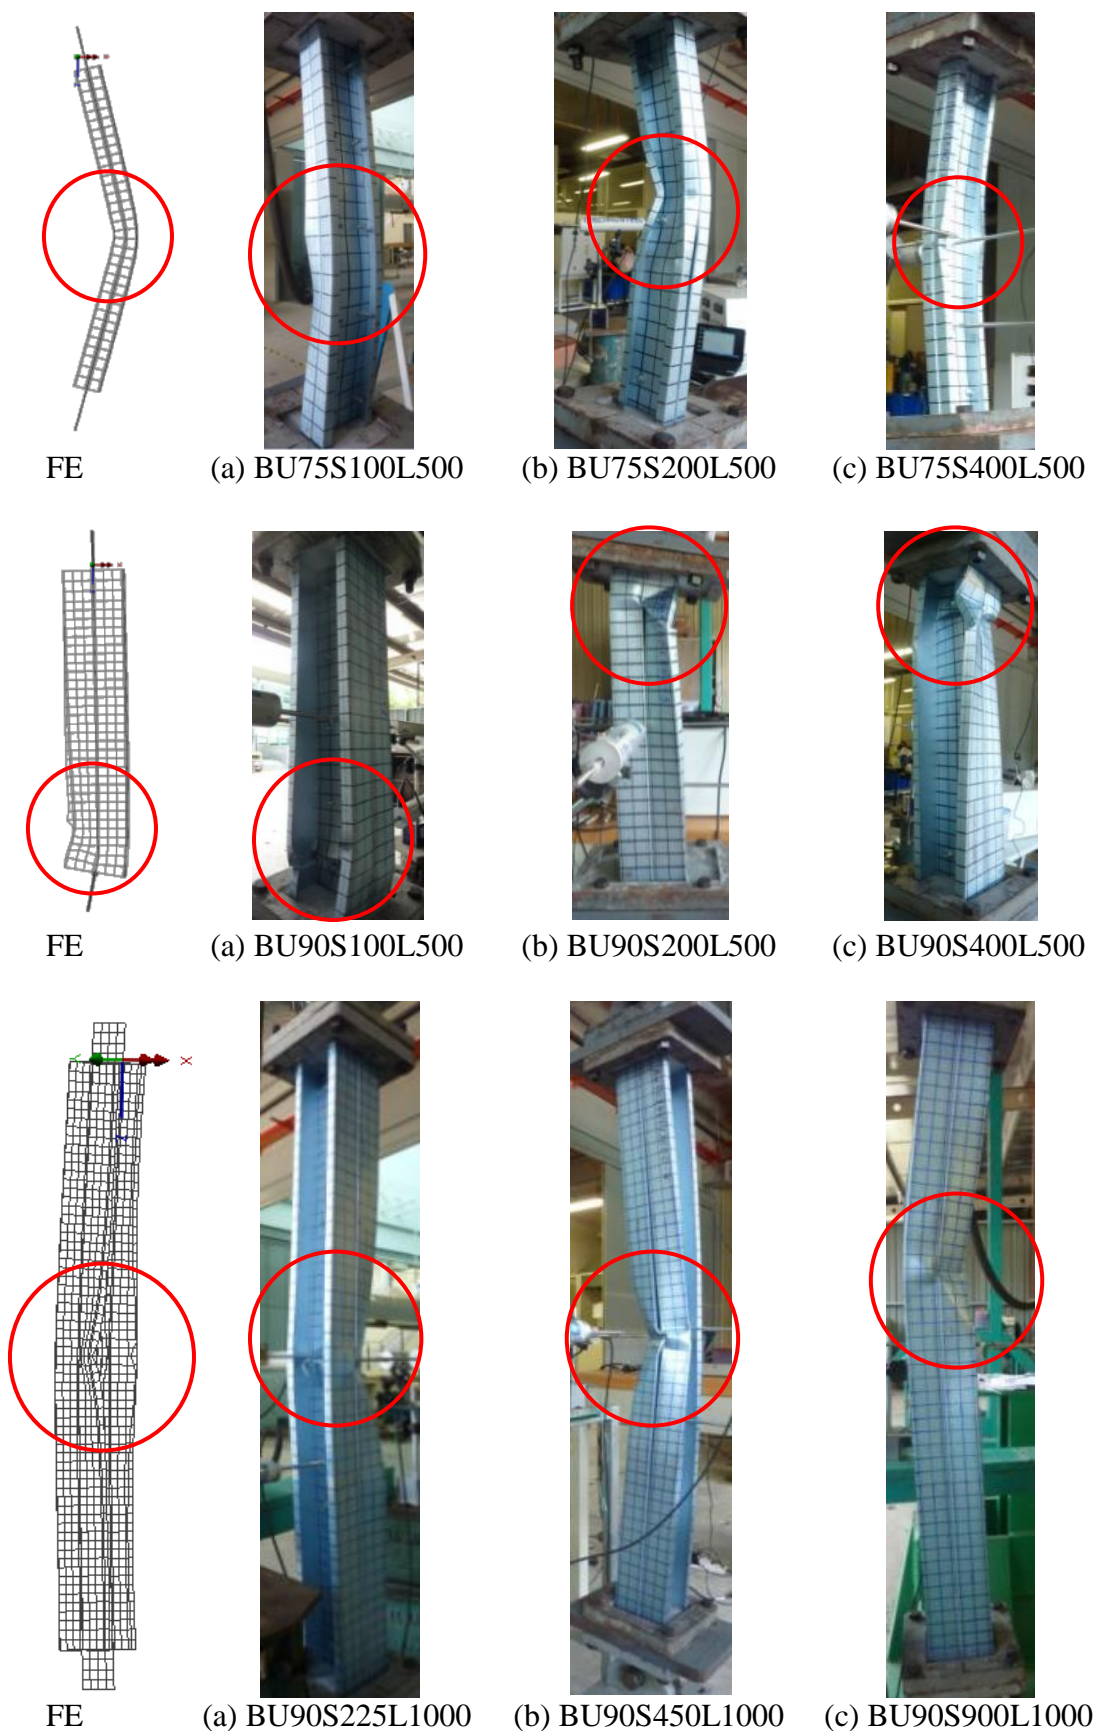 FE (a) BU75S100L500 (b) BU75S200L500 (c) BU75S400L500
FE (a) BU90S100L500 (b) BU90S200L500 (c) BU90S400L500
X
FE (a) BU90S225L1000 (b) BU90S450L1000 (c) BU90S900L1000